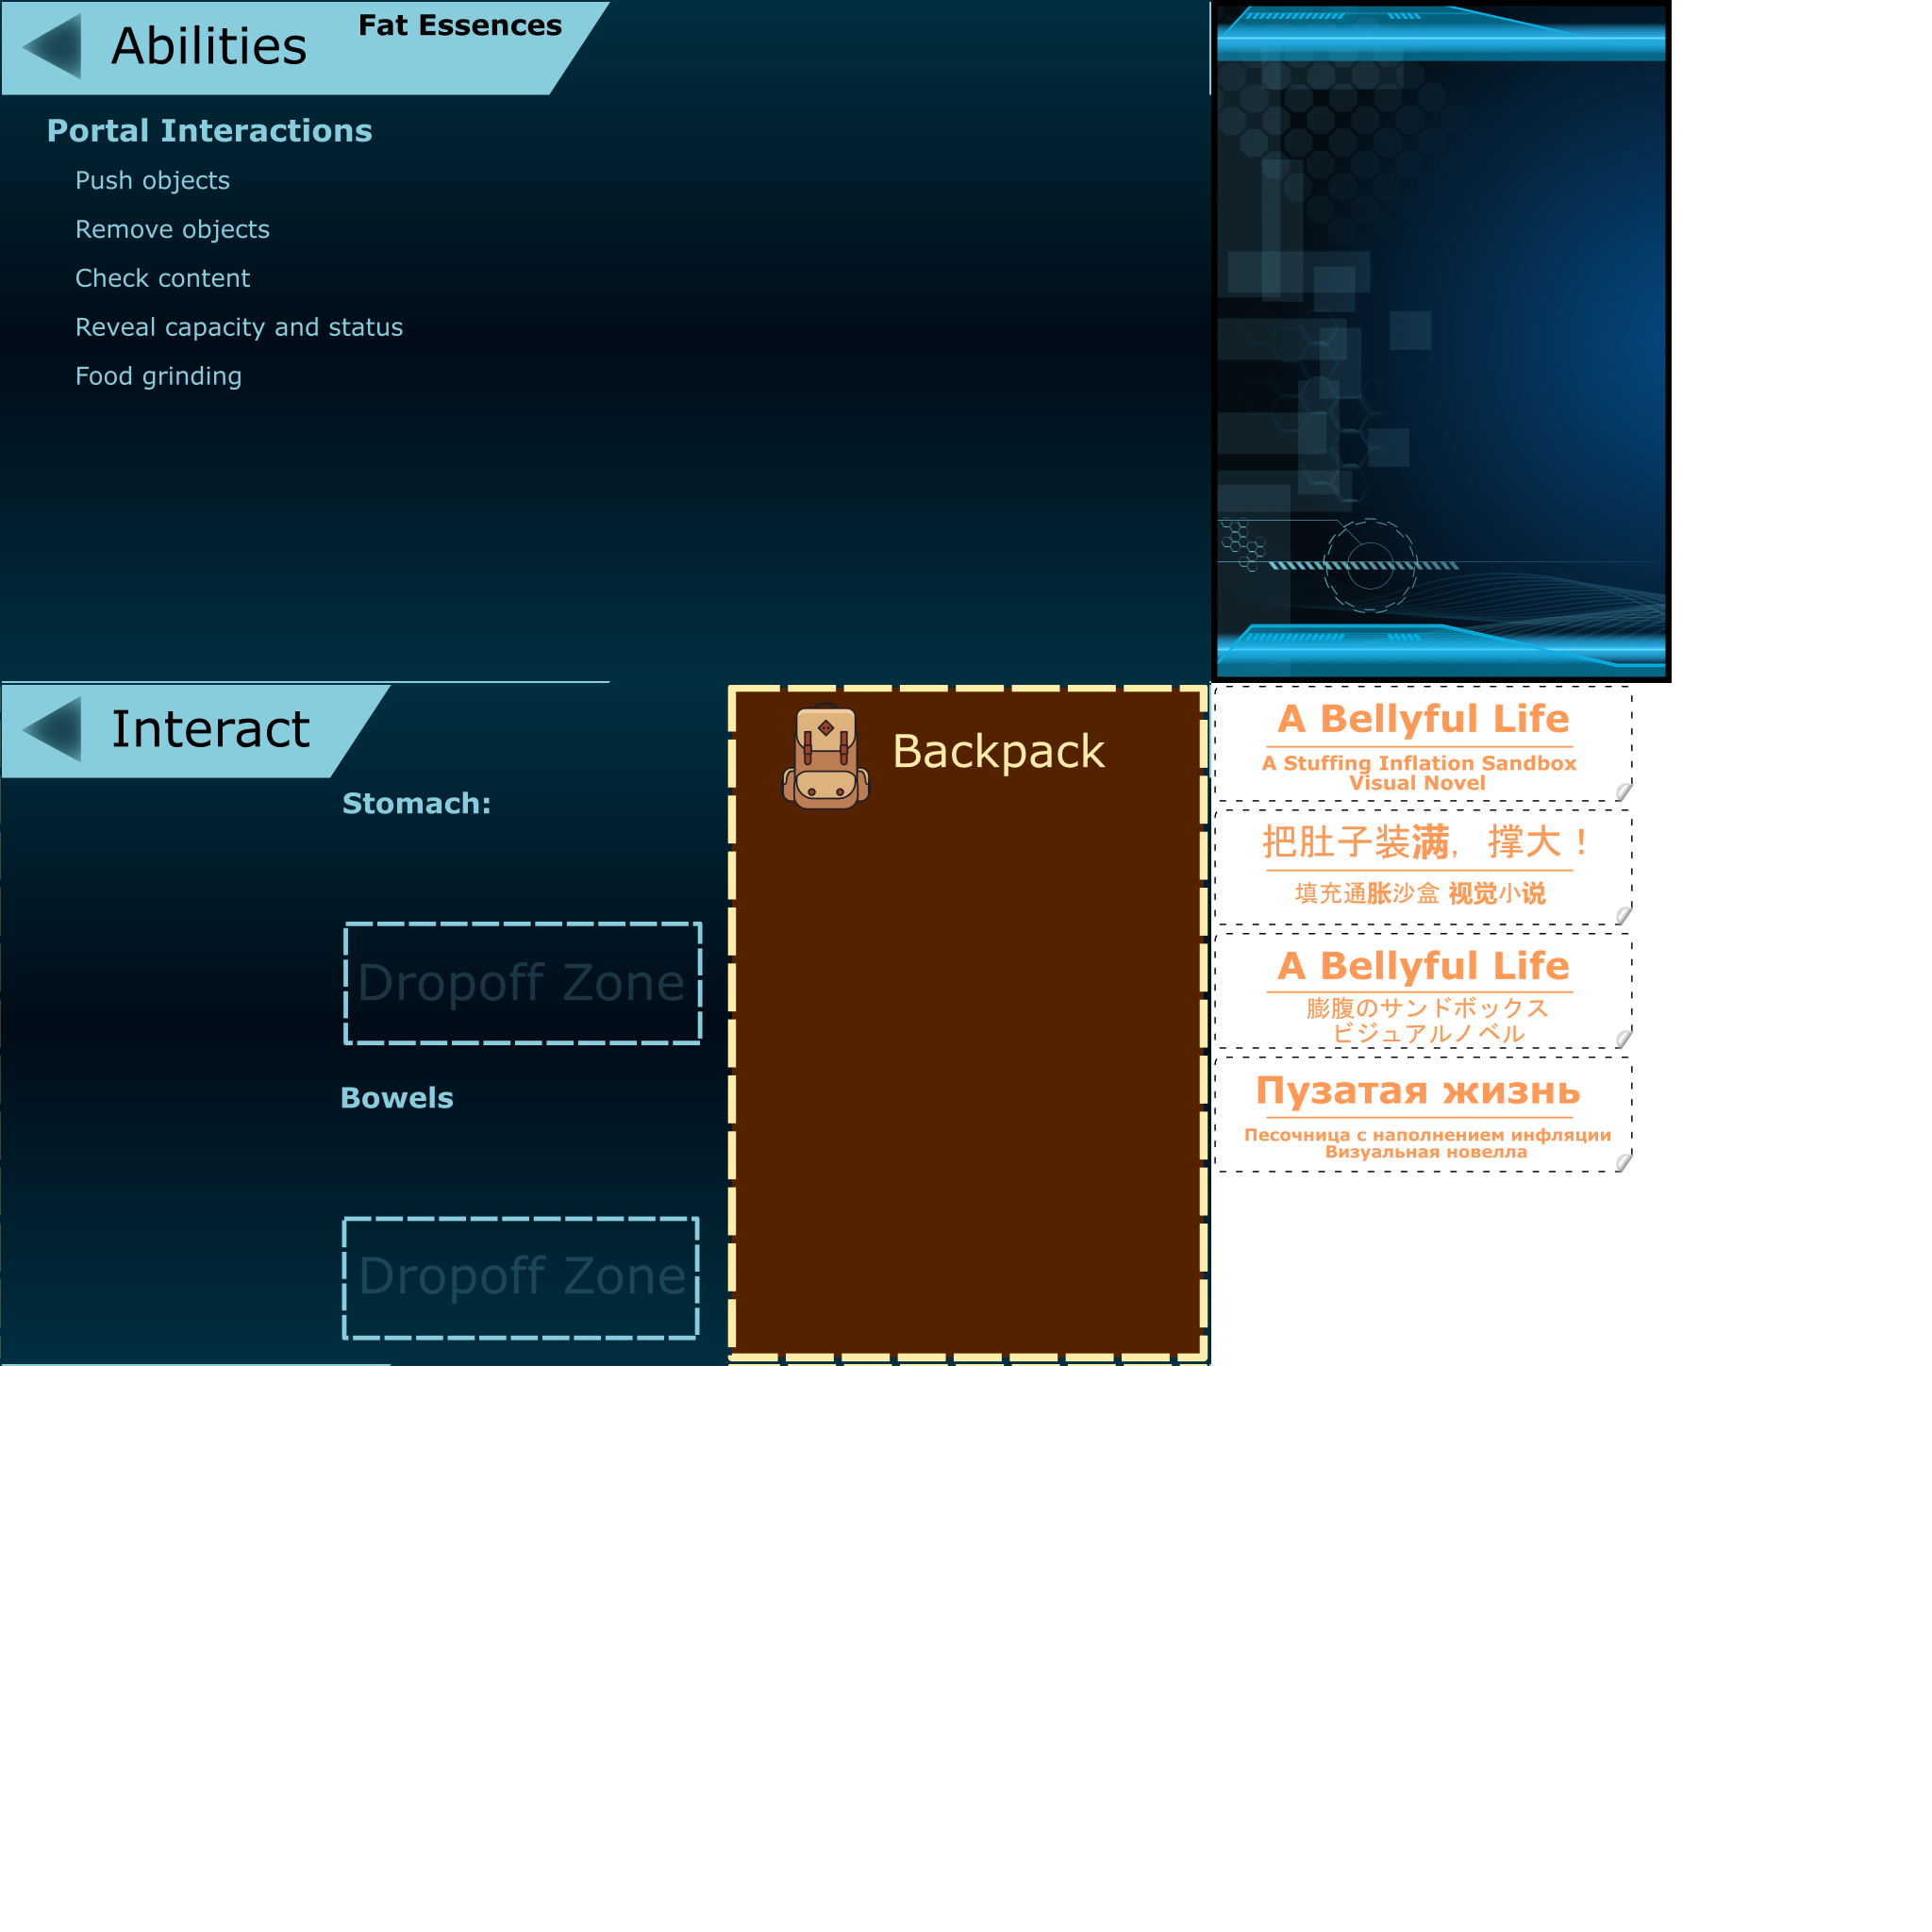 Abilities
Fat Essences
Portal Interactions
Push objects
Remove objects
Check content
Reveal capacity and status
Food grinding
Interact
Stomach:
Dropoff Zone
Bowels
Dropoff Zone
Backpack
A Bellyful Life
A Stuffing Inflation Sandbox
Visual Novel
把肚子装满，撑大！
填充通胀沙盒 视觉小说
A Bellyful Life
膨腹のサンドボックス
ビジュアルノベル
Пузатая жизнь
Песочница с наполнением инфляции
Визуальная новелла